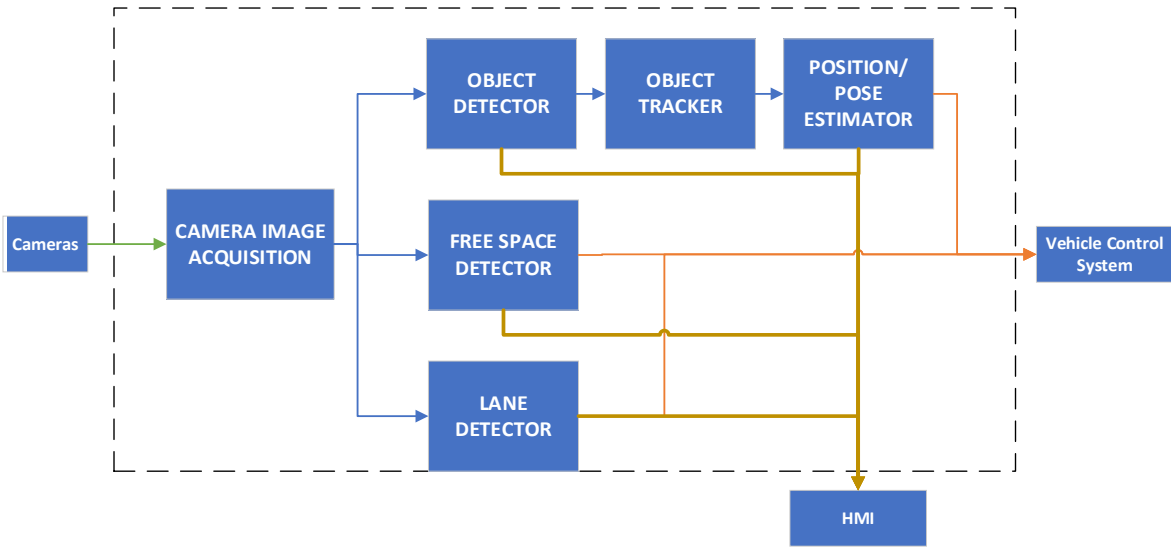 OBJECT
DETECTOR
OBJECT
TRACKER
POSITION/
POSE
ESTIMATOR
Cameras
CAMERA IMAGE
ACQUISITION
FREE SPACE
DETECTOR
Vehicle Control
System
LANE
DETECTOR
HMI